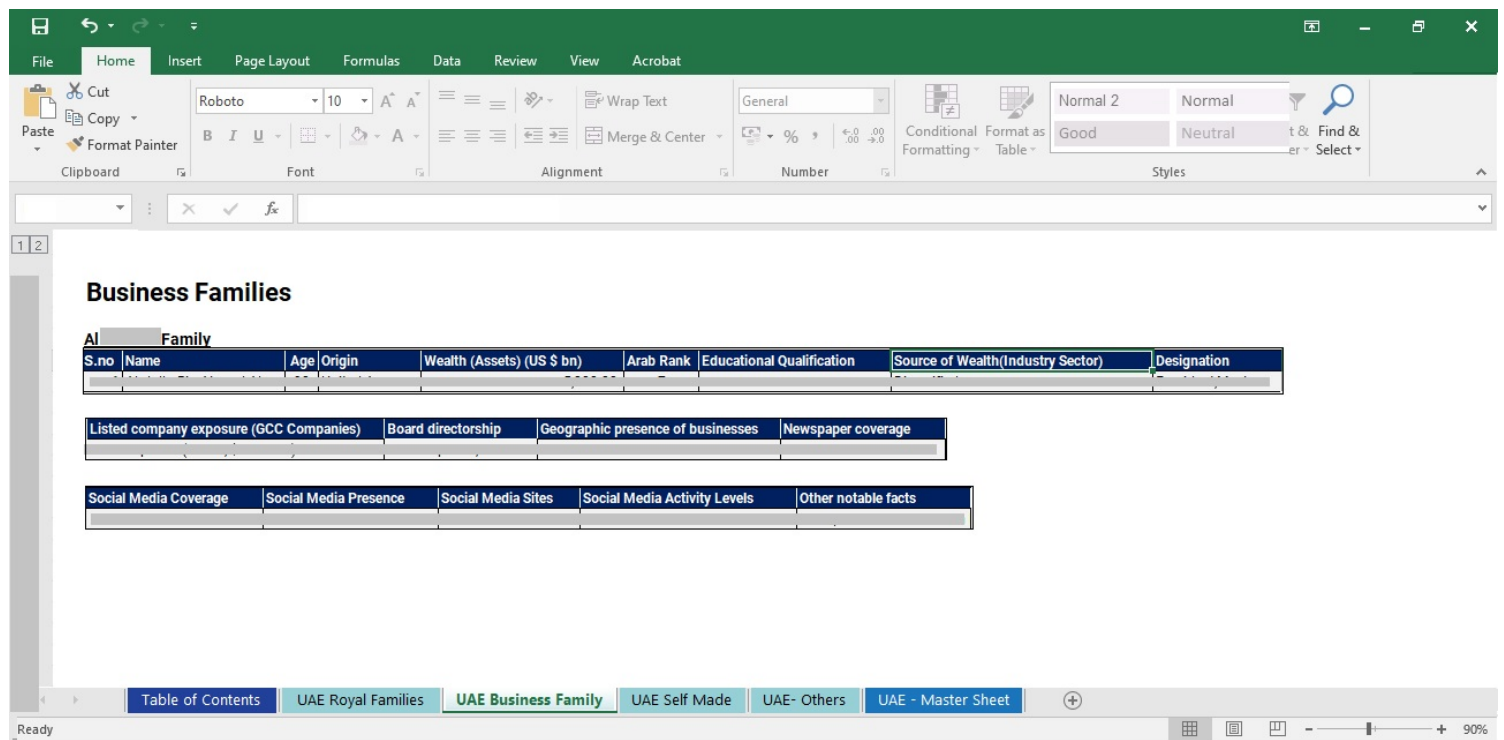 File Home Insert Page Layout Formulas Data Review View Acrobat
Cut
Copy
Format Painter
Paste
Clipboard
Roboto 10
B I U
Font
Wrap Text
Merge & Center
Alignment
General
%
Number
Conditional Formatting
Format as Table
Normal 2 Normal
Good Neutral
Styles
Find & Select
fx
1 2
Business Families
Al Family
S.no Name Age Origin Wealth (Assets) (US $ bn) Arab Rank Educational Qualification Source of Wealth(Industry Sector) Designation
Listed company exposure (GCC Companies) Board directorship Geographic presence of businesses Newspaper coverage
Social Media Coverage Social Media Presence Social Media Sites Social Media Activity Levels Other notable facts
Table of Contents UAE Royal Families UAE Business Family UAE Self Made UAE- Others UAE - Master Sheet
Ready 90%